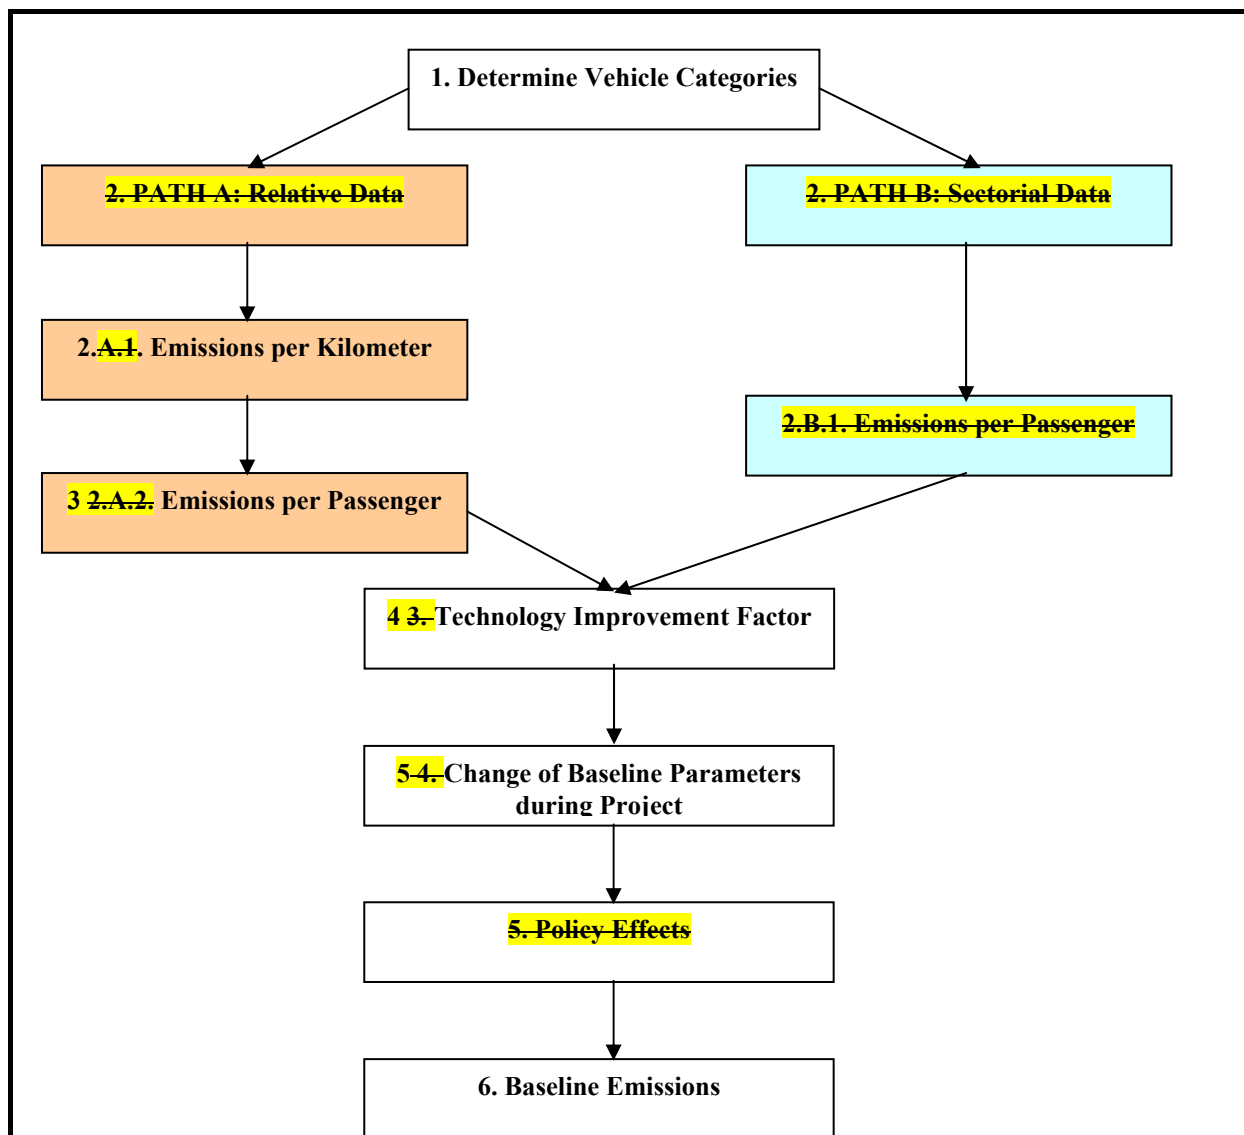 1. Determine Vehicle Categories
2. PATH A: Relative Data
2. PATH B: Sectorial Data
2.A.1. Emissions per Kilometer
2.B.1. Emissions per Passenger
3 2.A.2. Emissions per Passenger
4 3. Technology Improvement Factor
5 4. Change of Baseline Parameters
during Project
5. Policy Effects
6. Baseline Emissions